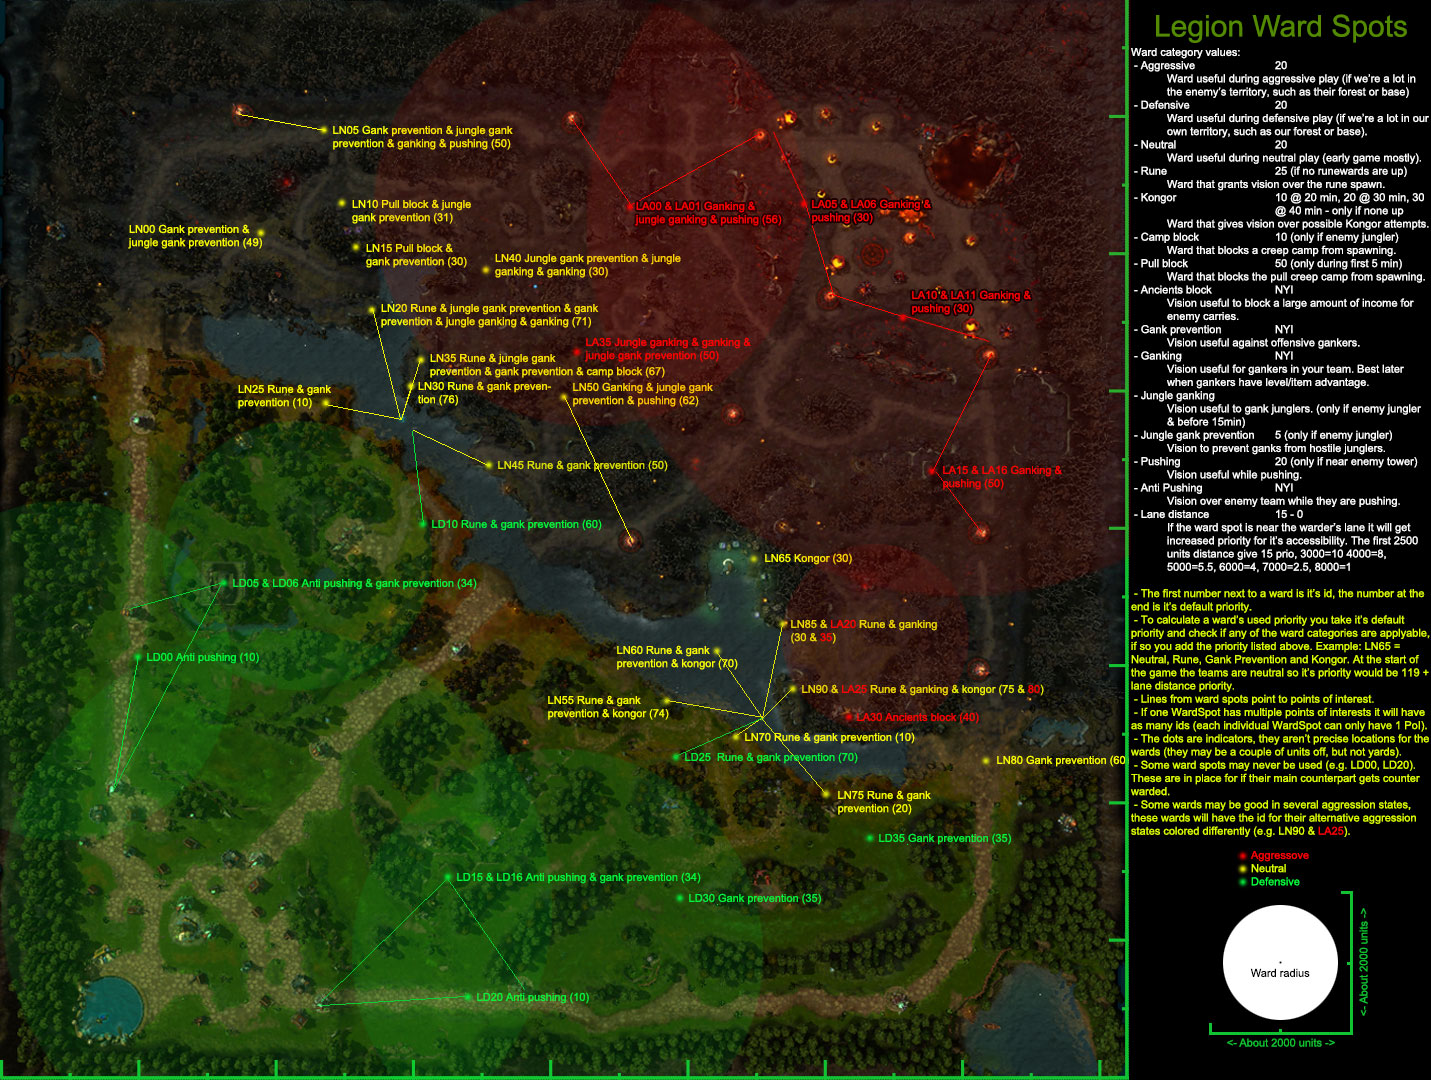 Legion Ward Spots
Ward category values:
- Aggressive 20
Ward useful during aggressive play (if we're a lot in
the enemy's territory, such as their forest or base)
- Defensive 20
Ward useful during defensive play (if we're a lot in our
own territory, such as our forest or base).
- Neutral 20
Ward useful during neutral play (early game mostly).
- Rune 25 (if no runewards are up)
Ward that grants vision over the rune spawn.
- Kongor 10 @ 20 min, 20 @ 30 min, 30
@ 40 min - only if none up
Ward that gives vision over possible Kongor attempts.
- Camp block 10 (only if enemy jungler)
Ward that blocks a creep camp from spawning.
- Pull block 50 (only during first 5 min)
Ward that blocks the pull creep camp from spawning.
- Ancients block NYI
Vision useful to block a large amount of income for
enemy carries.
- Gank prevention NYI
Vision useful against offensive gankers.
- Ganking NYI
Vision useful for gankers in your team. Best later
when gankers have level/item advantage.
- Jungle ganking
Vision useful to gank junglers. (only if enemy jungler
& before 15min)
- Jungle gank prevention 5 (only if enemy jungler)
Vision to prevent ganks from hostile junglers.
- Pushing 20 (only if near enemy tower)
Vision useful while pushing.
- Anti Pushing NYI
Vision over enemy team while they are pushing.
- Lane distance 15 - 0
If the ward spot is near the warder's lane it will get
increased priority for it's accessibility. The first 2500
units distance give 15 prio, 3000=10 4000=8,
5000=5.5, 6000=4, 7000=2.5, 8000=1
- The first number next to a ward is it's id, the number at the
end is it's default priority.
- To calculate a ward's used priority you take it's default
priority and check if any of the ward categories are applyable,
if so you add the priority listed above. Example: LN65 =
Neutral, Rune, Gank Prevention and Kongor. At the start of
the game the teams are neutral so it's priority would be 119 +
lane distance priority.
- Lines from ward spots point to points of interest.
- If one WardSpot has multiple points of interests it will have
as many ids (each individual WardSpot can only have 1 PoI).
- The dots are indicators, they aren't precise locations for the
wards (they may be a couple of units off, but not yards).
- Some ward spots may never be used (e.g. LD00, LD20).
These are in place for if their main counterpart gets counter
warded.
- Some wards may be good in several aggression states,
these wards will have the id for their alternative aggression
states colored differently (e.g. LN90 & LA25).
Aggressove
Neutral
Defensive
Ward radius
<- About 2000 units ->
<- About 2000 units ->
LN05 Gank prevention & jungle gank
prevention & ganking & pushing (50)
LN10 Pull block & jungle
gank prevention (31)
LN00 Gank prevention &
jungle gank prevention (49)
LN15 Pull block &
gank prevention (30)
LN40 Jungle gank prevention & jungle
ganking & ganking (30)
LA00 & LA01 Ganking &
jungle ganking & pushing (56)
LA05 & LA06 Ganking &
pushing (30)
LA10 & LA11 Ganking &
pushing (30)
LN20 Rune & jungle gank prevention & gank
prevention & jungle ganking & ganking (71)
LA35 Jungle ganking & ganking &
jungle gank prevention (50)
LN35 Rune & jungle gank
prevention & gank prevention & camp block (67)
LN30 Rune & gank preven-
tion (76)
LN25 Rune & gank
prevention (10)
LN50 Ganking & jungle gank
prevention & pushing (62)
LN45 Rune & gank prevention (50)
LA15 & LA16 Ganking &
pushing (50)
LD10 Rune & gank prevention (60)
LN65 Kongor (30)
LD05 & LD06 Anti pushing & gank prevention (34)
LN85 & LA20 Rune & ganking
(30 & 35)
LD00 Anti pushing (10)
LN60 Rune & gank
prevention & kongor (70)
LN90 & LA25 Rune & ganking & kongor (75 & 80)
LN55 Rune & gank
prevention & kongor (74)
LA30 Ancients block (40)
LN70 Rune & gank prevention (10)
LD25 Rune & gank prevention (70)
LN80 Gank prevention (60
LN75 Rune & gank
prevention (20)
LD35 Gank prevention (35)
LD15 & LD16 Anti pushing & gank prevention (34)
LD30 Gank prevention (35)
LD20 Anti pushing (10)